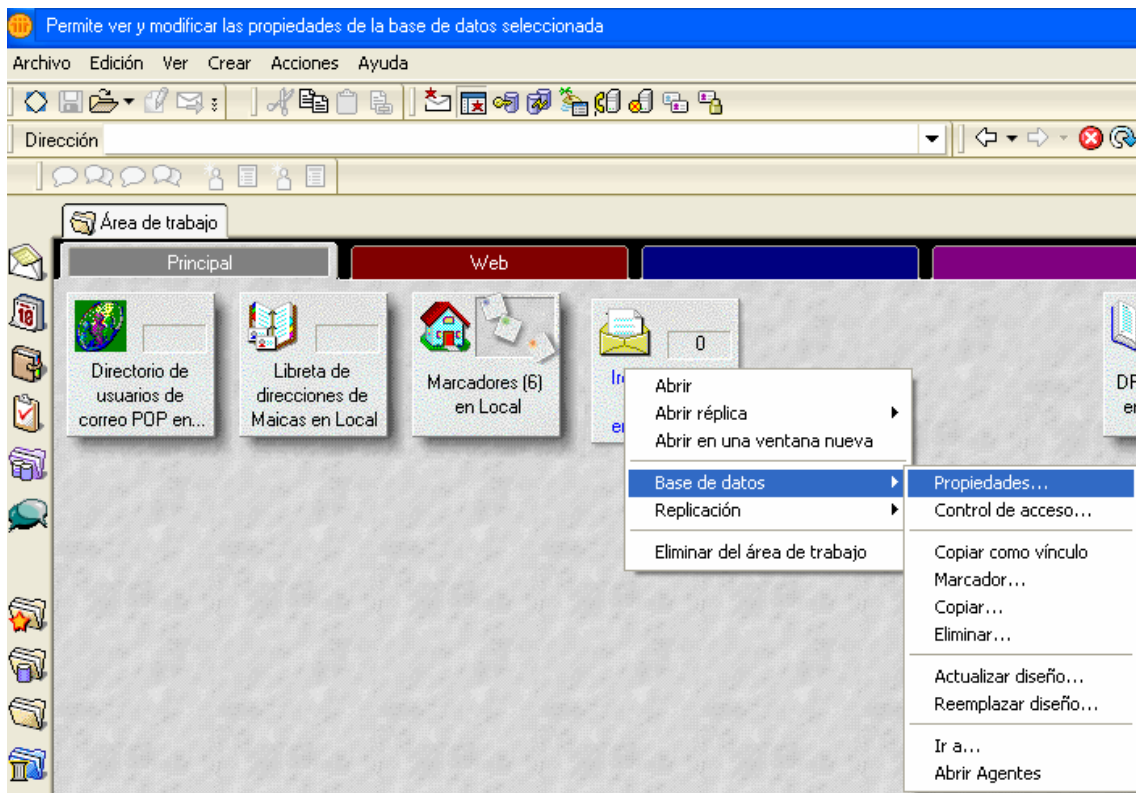 Permite ver y modificar las propiedades de la base de datos seleccionada
Archivo Edición Ver Crear Acciones Ayuda
Dirección
Área de trabajo
Principal
Web
18
Directorio de
usuarios de
correo POP en...
Libreta de
direcciones de
Maicas en Local
Marcadores (6)
en Local
0
Abrir
Abrir réplica
Abrir en una ventana nueva
Base de datos
Replicación
Eliminar del área de trabajo
Propiedades...
Control de acceso...
Copiar como vínculo
Marcador...
Copiar...
Eliminar...
Actualizar diseño...
Reemplazar diseño...
Ir a...
Abrir Agentes